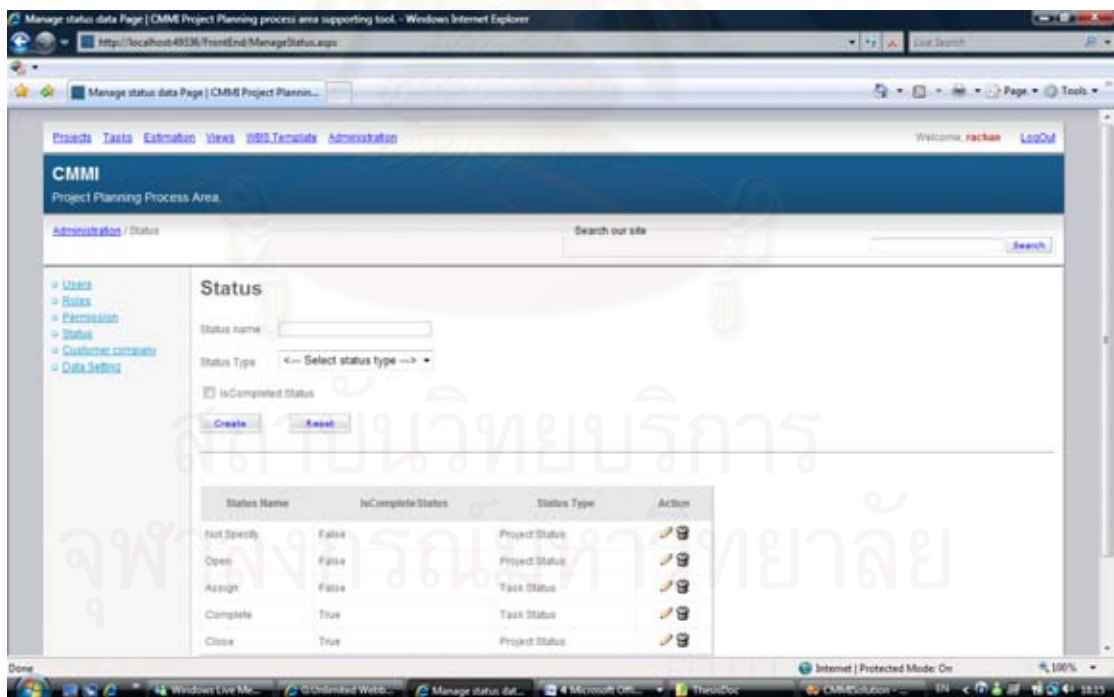 Manage status data Page | CMMI Project Planning process area supporting tool. - Windows Internet Explorer
http://localhost:49336/FrontEnd/ManageStatus.aspx
Live Search
Manage status data Page | CMMI Project Plannin...
Page Tools
Projects Tasks Estimation Views WBS Template Administration
Welcome, rachan LogOut
CMMI
Project Planning Process Area.
Administration / Status
Search our site
Search
Users
Roles
Permission
Status
Customer company
Data Setting
Status
Status name
Status Type <--- Select status type --->
IsCompleted Status
Create Reset
Status Name IsCompleteStatus Status Type Action
Not Specify False Project Status
Open False Project Status
Assign False Task Status
Complete True Task Status
Close True Project Status
สถาบันวิทยบริการ
จุฬาลงกรณ์มหาวิทยาลัย
Done
Internet | Protected Mode: On
100%
Windows Live Me...
Manage status dat...
4 Microsoft Offi...
ThesisDoc
EN
18:10